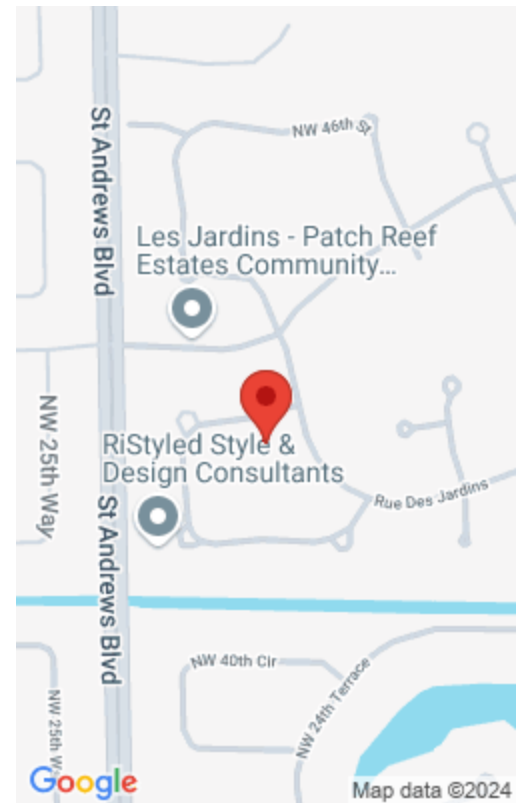 St Andrews Blvd
NW 46th St
Les Jardins - Patch Reef
Estates Community...
NW 25th Way
RiStyled Style &
Design Consultants
Rue Des Jardins
St Andrews Blvd
NW 40th Cir
NW 24th Terrace
NW 25th W
Google
Map data ©2024